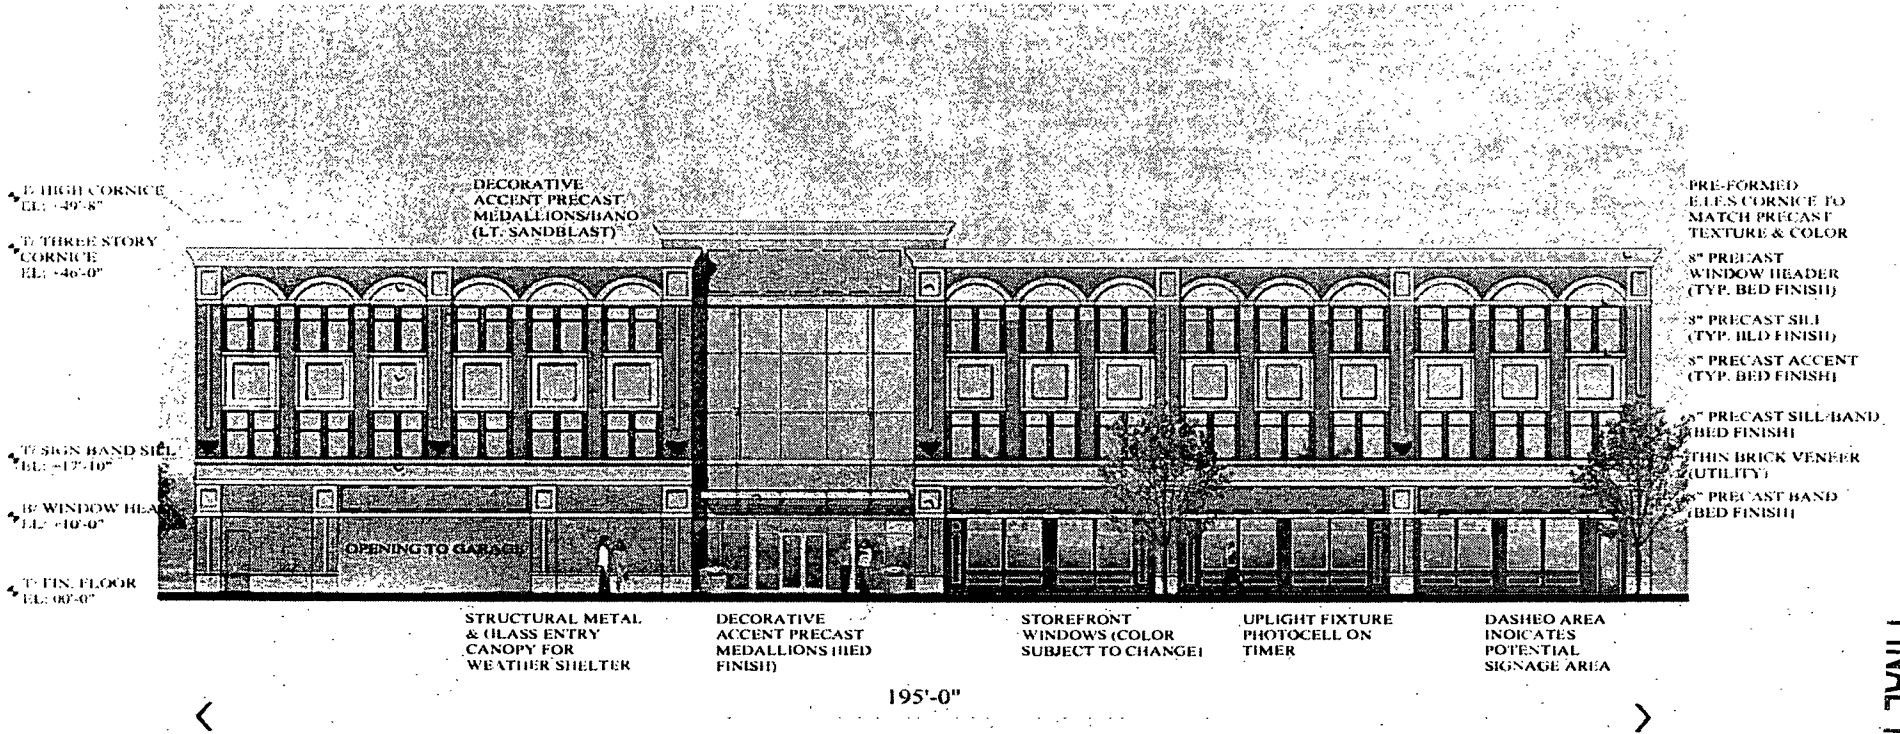 T/ HIGH CORNICE
EL: +49'-8"
T/ THREE STORY
CORNICE
EL: +46'-0"
T/ SIGN BAND SILL
EL: +17'-10"
B/ WINDOW HEA
EL: +10'-0"
T/ FIN. FLOOR
EL: 00'-0"
DECORATIVE
ACCENT PRECAST
MEDALLIONS/BAND
(LT. SANDBLAST)
PRE-FORMED
E.I.F.S CORNICE TO
MATCH PRECAST
TEXTURE & COLOR
8" PRECAST
WINDOW HEADER
(TYP. BED FINISH)
8" PRECAST SILL
(TYP. BED FINISH)
8" PRECAST ACCENT
(TYP. BED FINISH)
8" PRECAST SILL/BAND
(BED FINISH)
THIN BRICK VENEER
(UTILITY)
8" PRECAST BAND
(BED FINISH)
OPENING TO GARAGE
STRUCTURAL METAL
& GLASS ENTRY
CANOPY FOR
WEATHER SHELTER
DECORATIVE
ACCENT PRECAST
MEDALLIONS (BED
FINISH)
STOREFRONT
WINDOWS (COLOR
SUBJECT TO CHANGE)
UPLIGHT FIXTURE
PHOTOCELL ON
TIMER
DASHED AREA
INDICATES
POTENTIAL
SIGNAGE AREA
195'-0"